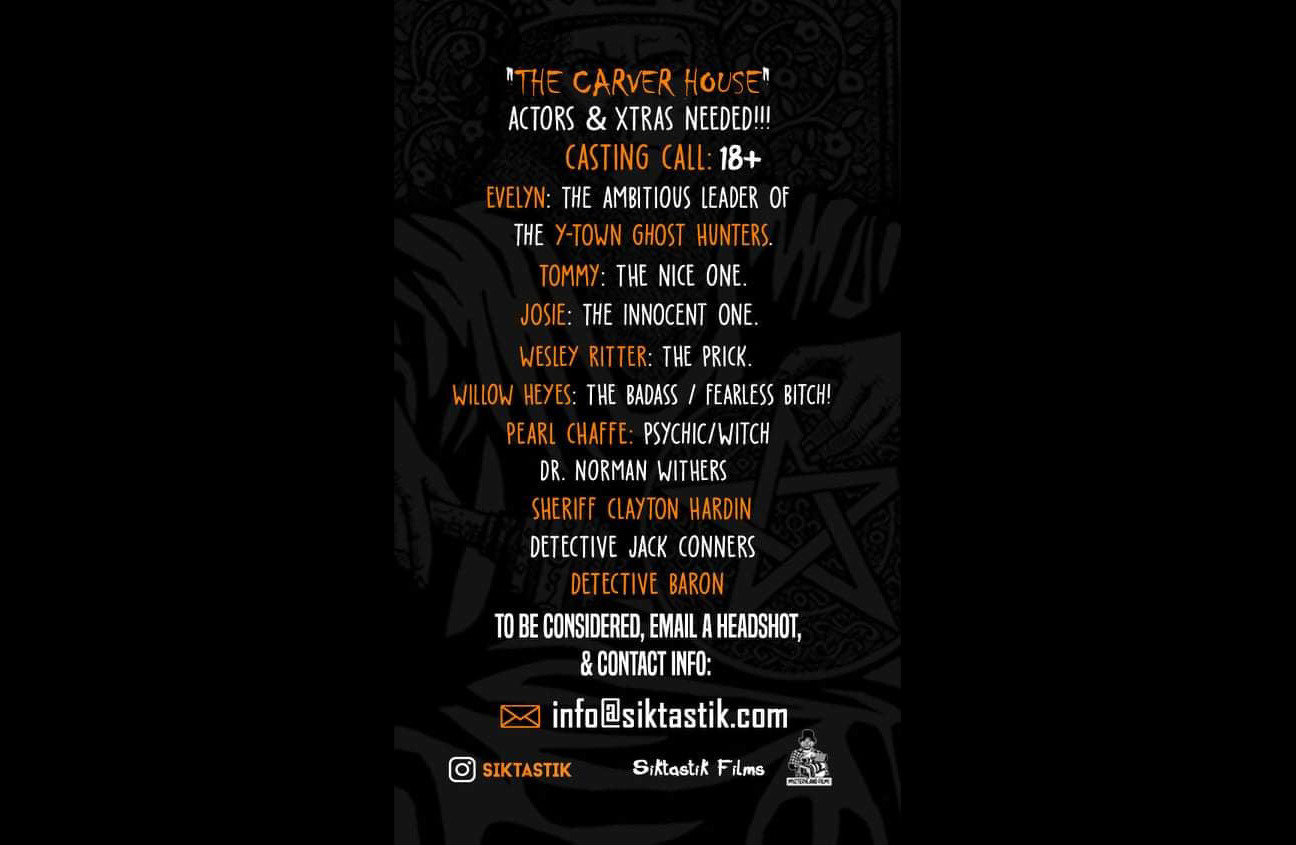 "THE CARVER HOUSE"
ACTORS & XTRAS NEEDED!!!
CASTING CALL: 18+
EVELYN: THE AMBITIOUS LEADER OF
THE Y-TOWN GHOST HUNTERS.
TOMMY: THE NICE ONE.
JOSIE: THE INNOCENT ONE.
WESLEY RITTER: THE PRICK.
WILLOW HEYES: THE BADASS / FEARLESS BITCH!
PEARL CHAFFE: PSYCHIC/WITCH
DR. NORMAN WITHERS
SHERIFF CLAYTON HARDIN
DETECTIVE JACK CONNERS
DETECTIVE BARON
TO BE CONSIDERED, EMAIL A HEADSHOT,
& CONTACT INFO:
info@siktastik.com
SIKTASTIK
Siktastik Films